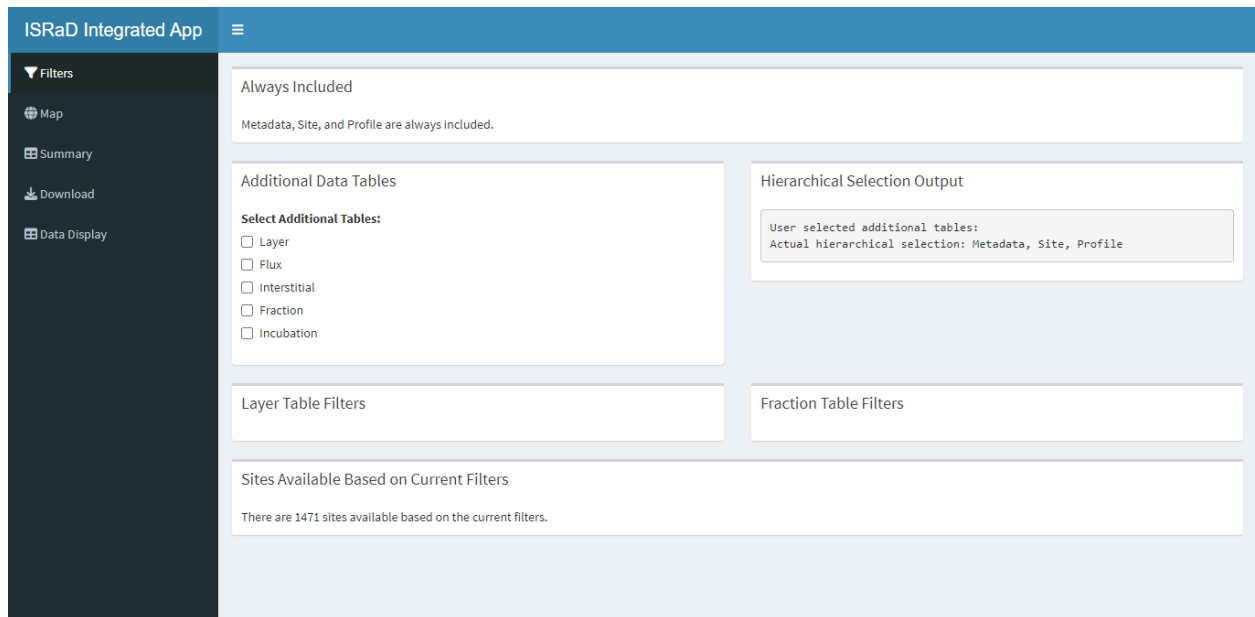 ISRaD Integrated App
Filters
Map
Summary
Download
Data Display
Always Included
Metadata, Site, and Profile are always included.
Additional Data Tables
Select Additional Tables:
Layer
Flux
Interstitial
Fraction
Incubation
Hierarchical Selection Output
User selected additional tables:
Actual hierarchical selection: Metadata, Site, Profile
Layer Table Filters
Fraction Table Filters
Sites Available Based on Current Filters
There are 1471 sites available based on the current filters.